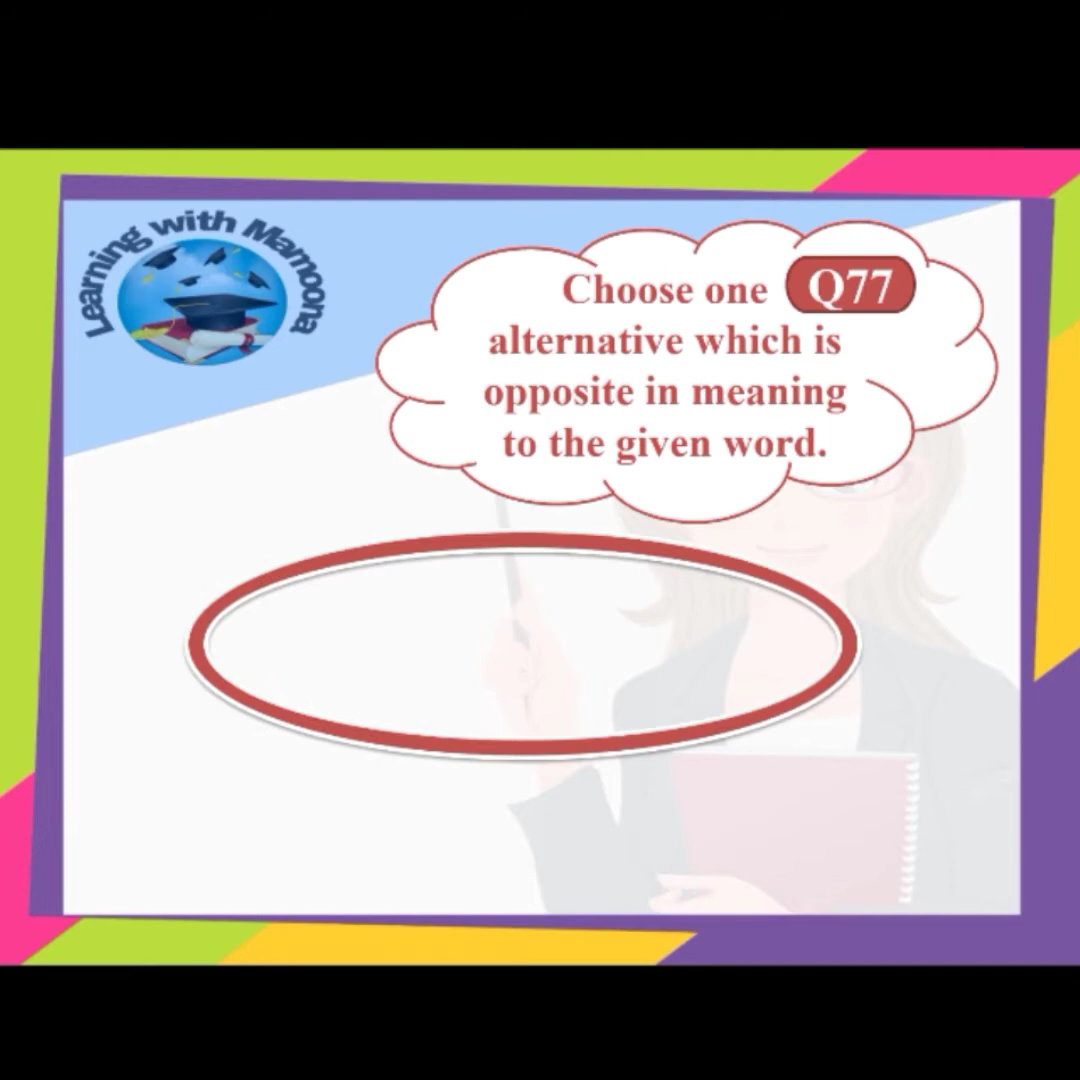 Learning with Mamoona
Choose one Q77
alternative which is
opposite in meaning
to the given word.